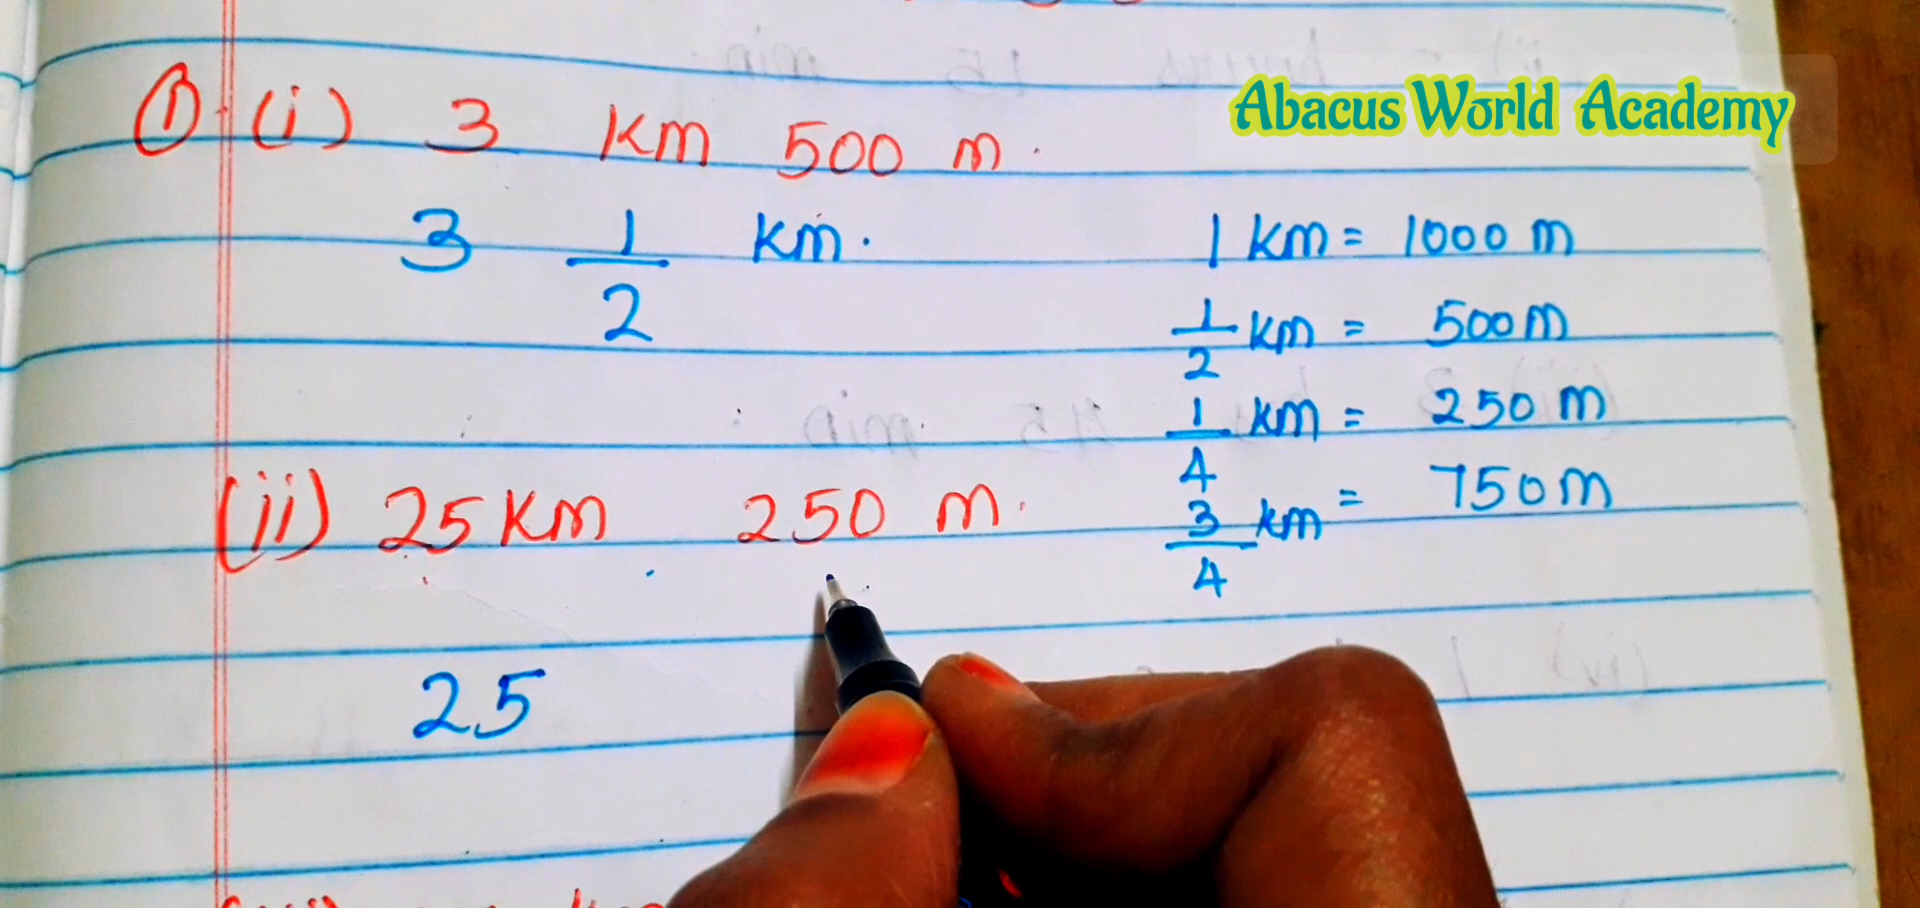 Abacus World Academy
① (i) 3 km 500 m.
3 1/2 km.
1 km = 1000 m
1/2 km = 500 m
1/4 km = 250 m
3/4 km = 750 m
(ii) 25 km 250 m.
25